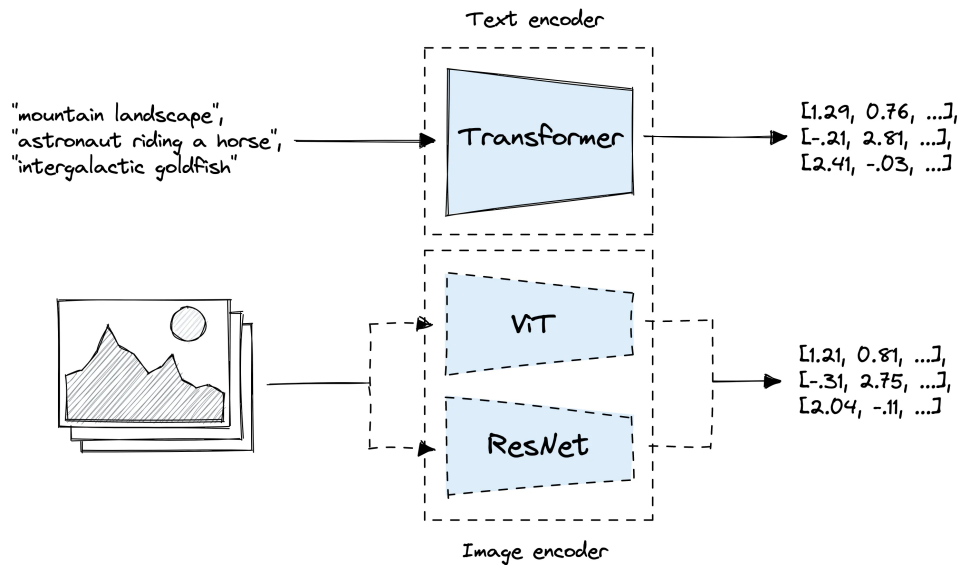 Text encoder
"mountain landscape",
"astronaut riding a horse",
"intergalactic goldfish"
Transformer
[1.29, 0.76, ...],
[-.21, 2.81, ...],
[2.41, -.03, ...]
ViT
ResNet
[1.21, 0.81, ...],
[-.31, 2.75, ...],
[2.04, -.11, ...]
Image encoder